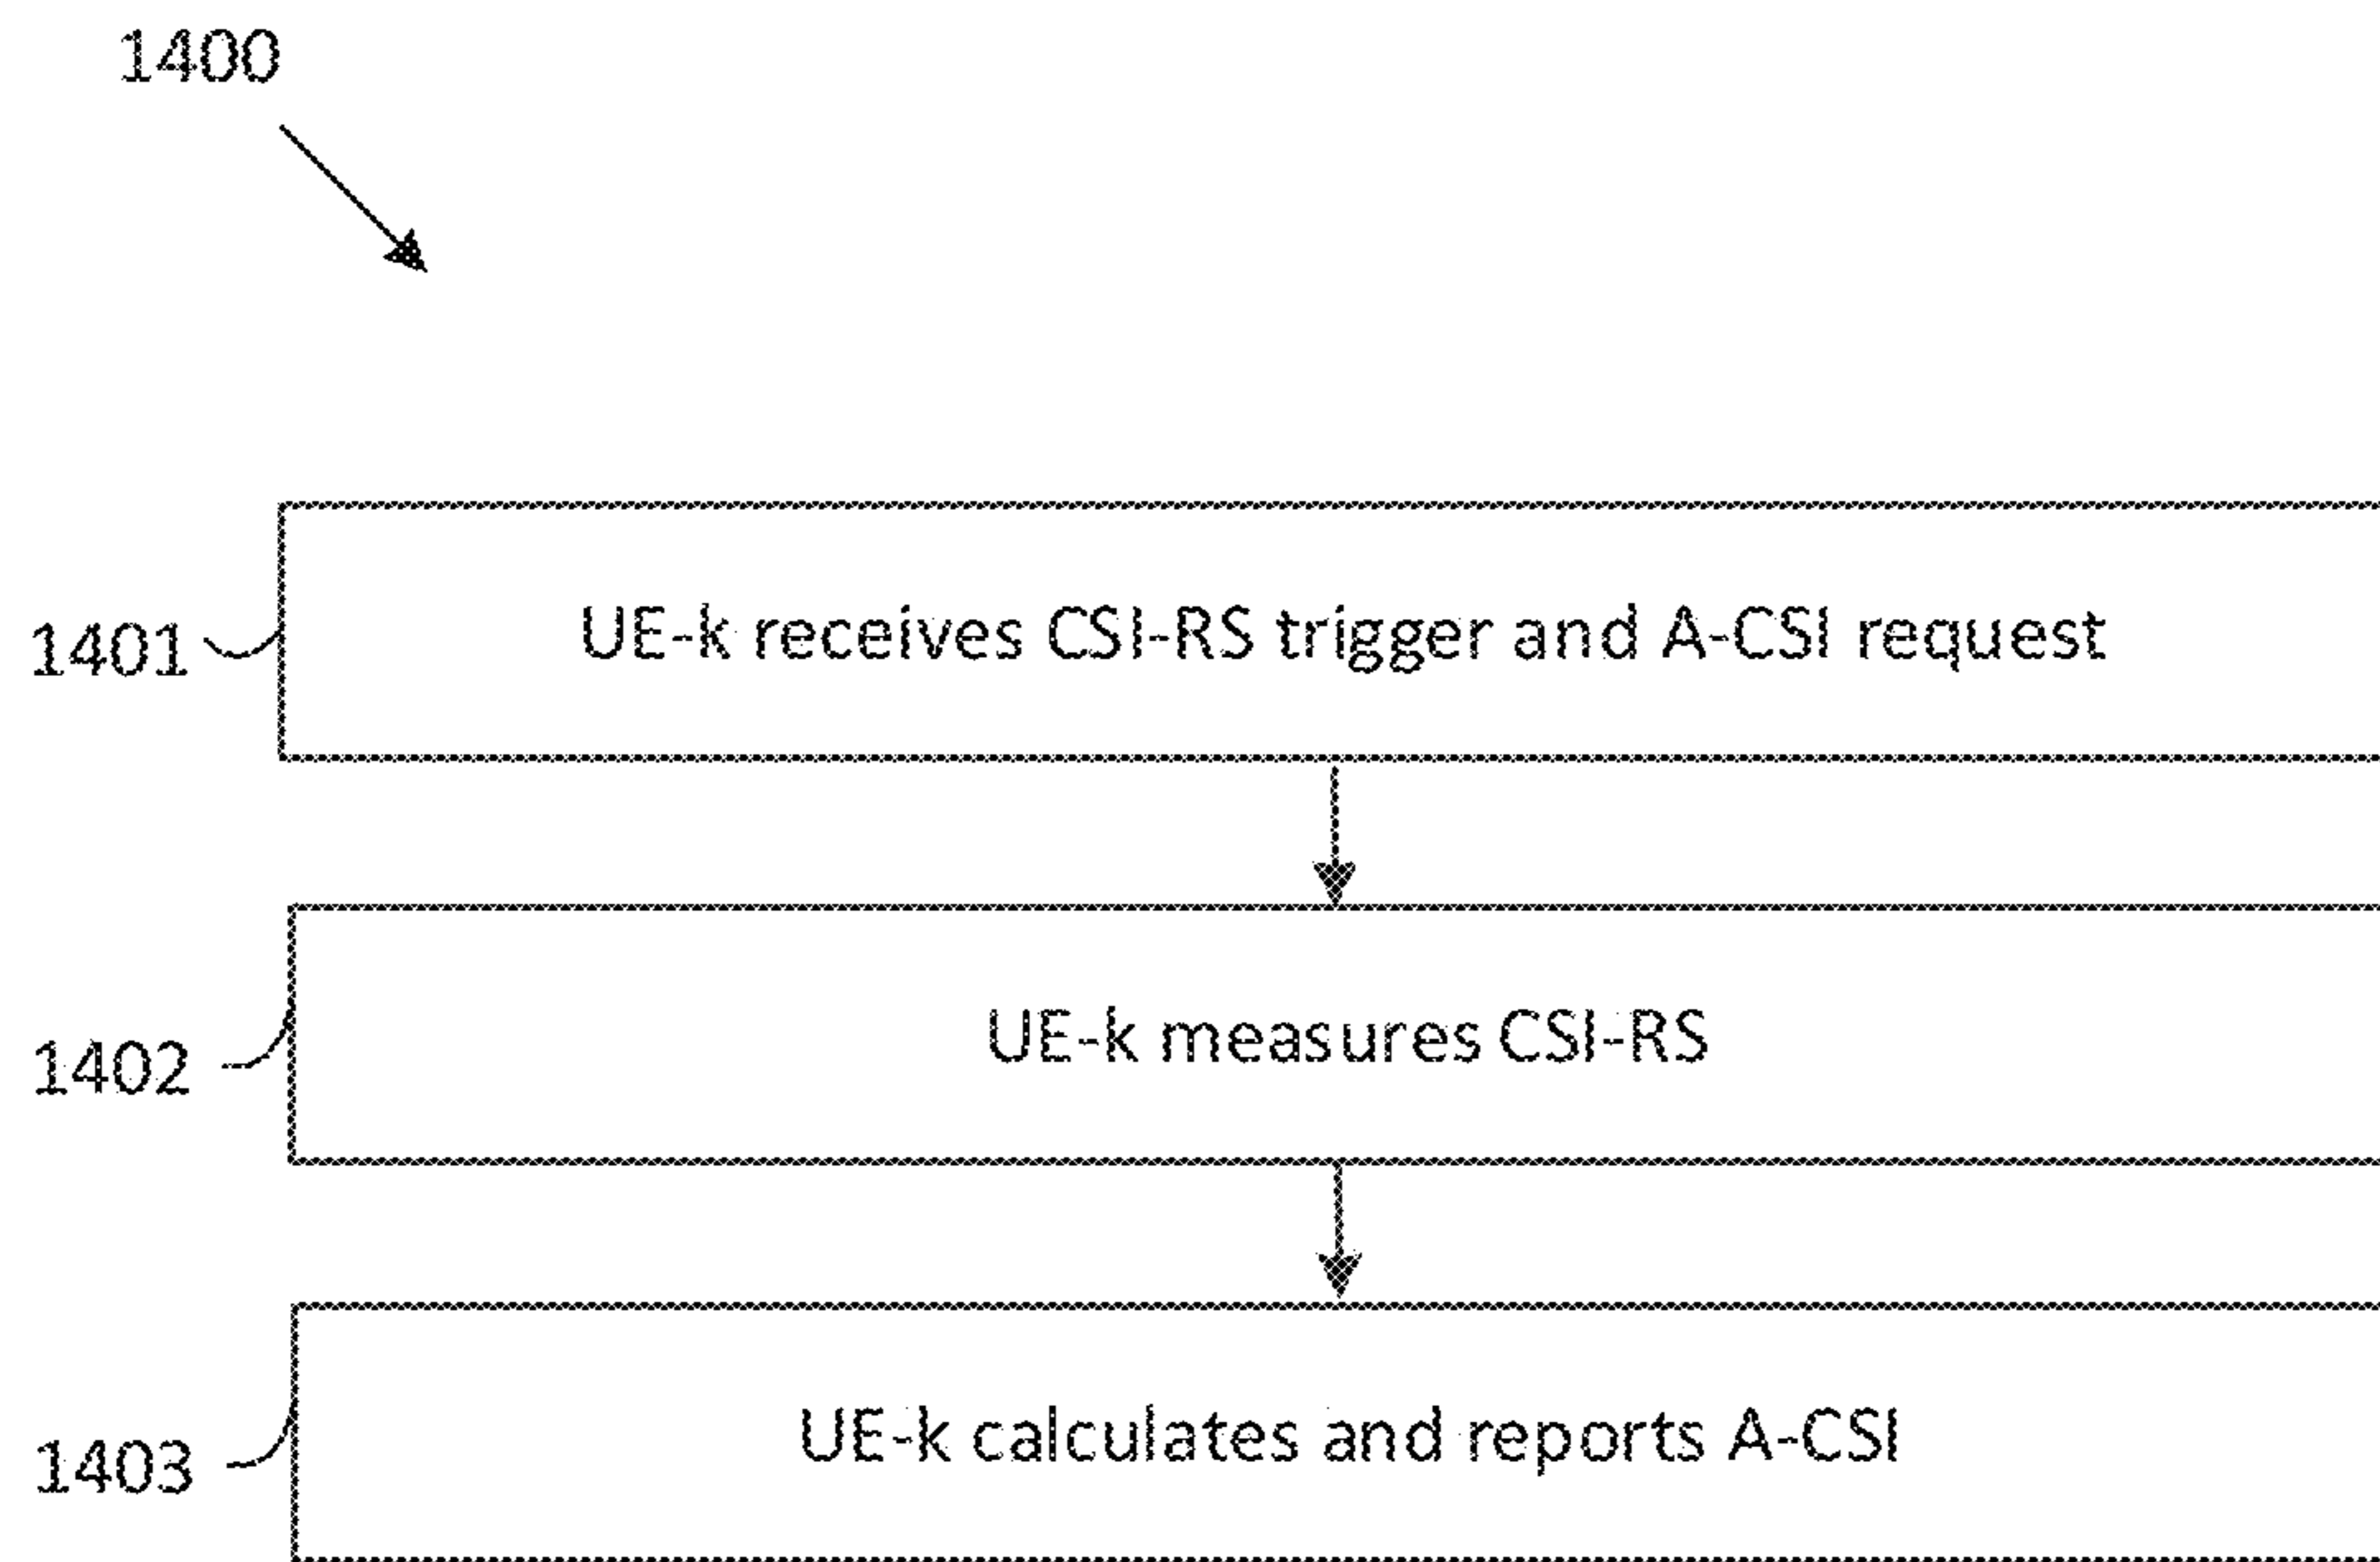 1400
1401
UE-k receives CSI-RS trigger and A-CSI request
1402
UE-k measures CSI-RS
1403
UE-k calculates and reports A-CSI